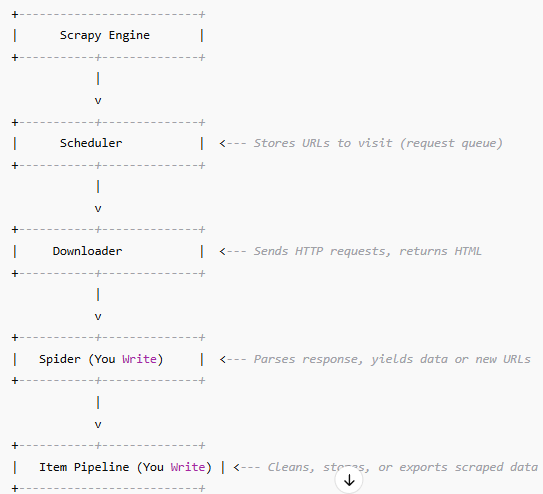 +-----------+--------------+
|      Scrapy Engine       |
+-----------+--------------+
            |
            v
+-----------+--------------+
|      Scheduler           |  <--- Stores URLs to visit (request queue)
+-----------+--------------+
            |
            v
+-----------+--------------+
|     Downloader           |  <--- Sends HTTP requests, returns HTML
+-----------+--------------+
            |
            v
+-----------+--------------+
|   Spider (You Write)     |  <--- Parses response, yields data or new URLs
+-----------+--------------+
            |
            v
+-----------+--------------+
|   Item Pipeline (You Write) | <--- Cleans, stores, or exports scraped data
+-----------+--------------+